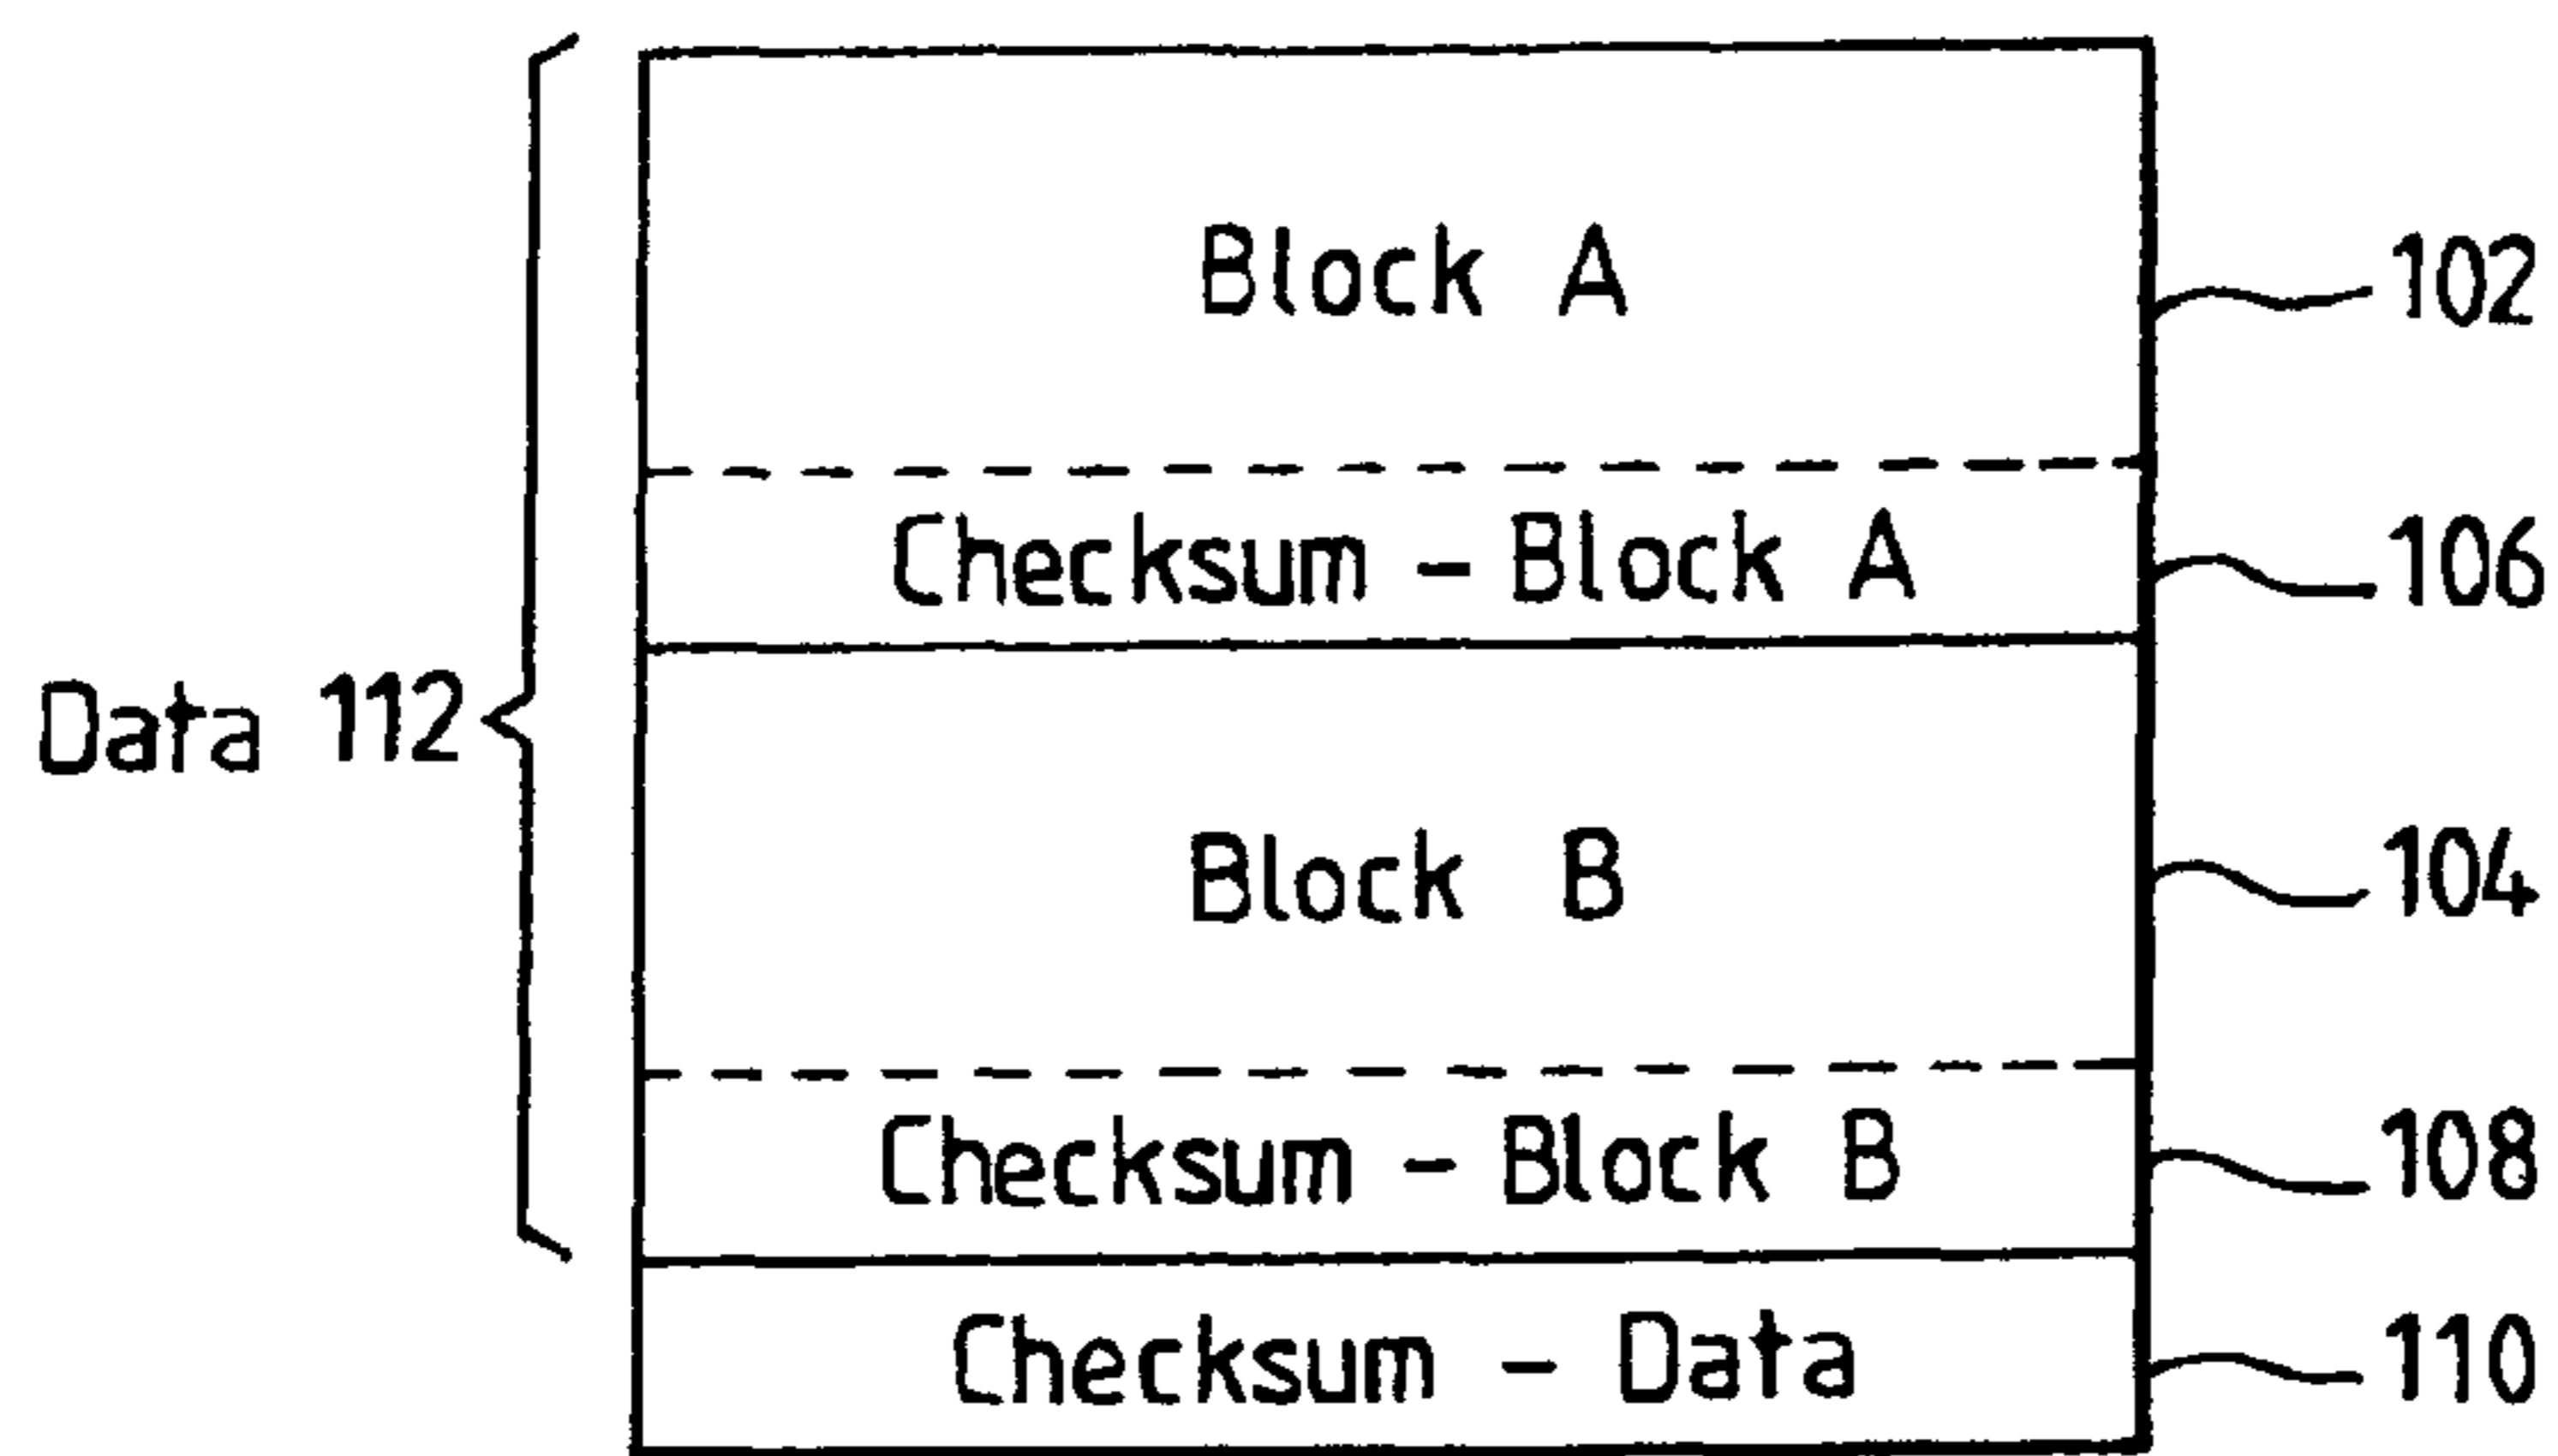 Block A
102
Checksum - Block A
106
Data 112
Block B
104
Checksum - Block B
108
Checksum - Data
110